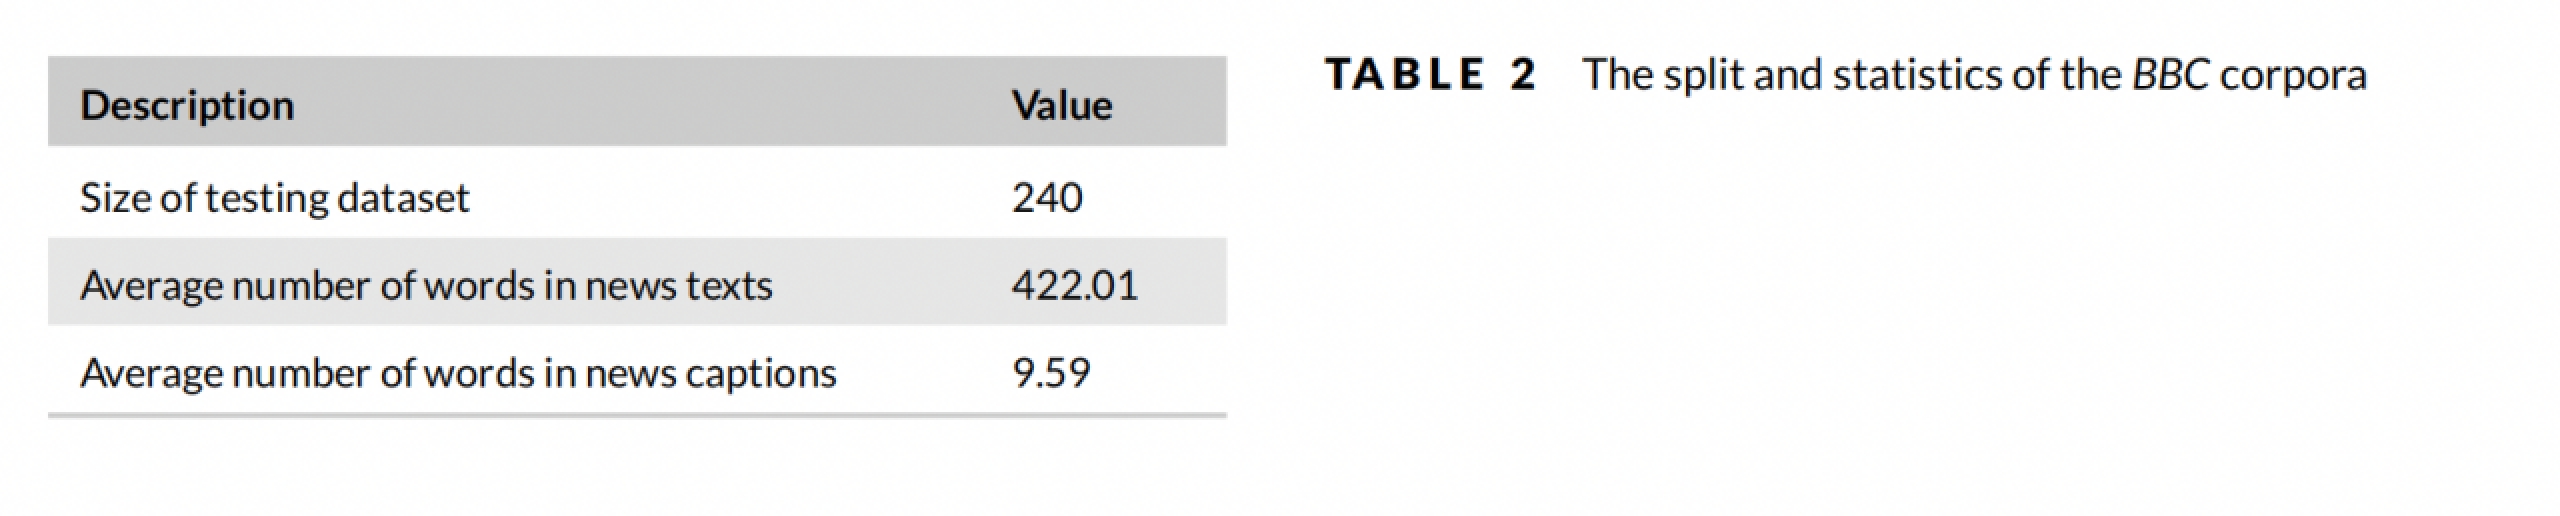 TABLE 2 The split and statistics of the BBC corpora
Description Value
Size of testing dataset 240
Average number of words in news texts 422.01
Average number of words in news captions 9.59